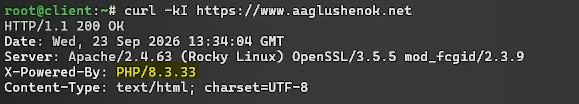 root@client:~# curl -kI https://www.aaglushenok.net
HTTP/1.1 200 OK
Date: Wed, 23 Sep 2026 13:34:04 GMT
Server: Apache/2.4.63 (Rocky Linux) OpenSSL/3.5.5 mod_fcgid/2.3.9
X-Powered-By: PHP/8.3.33
Content-Type: text/html; charset=UTF-8